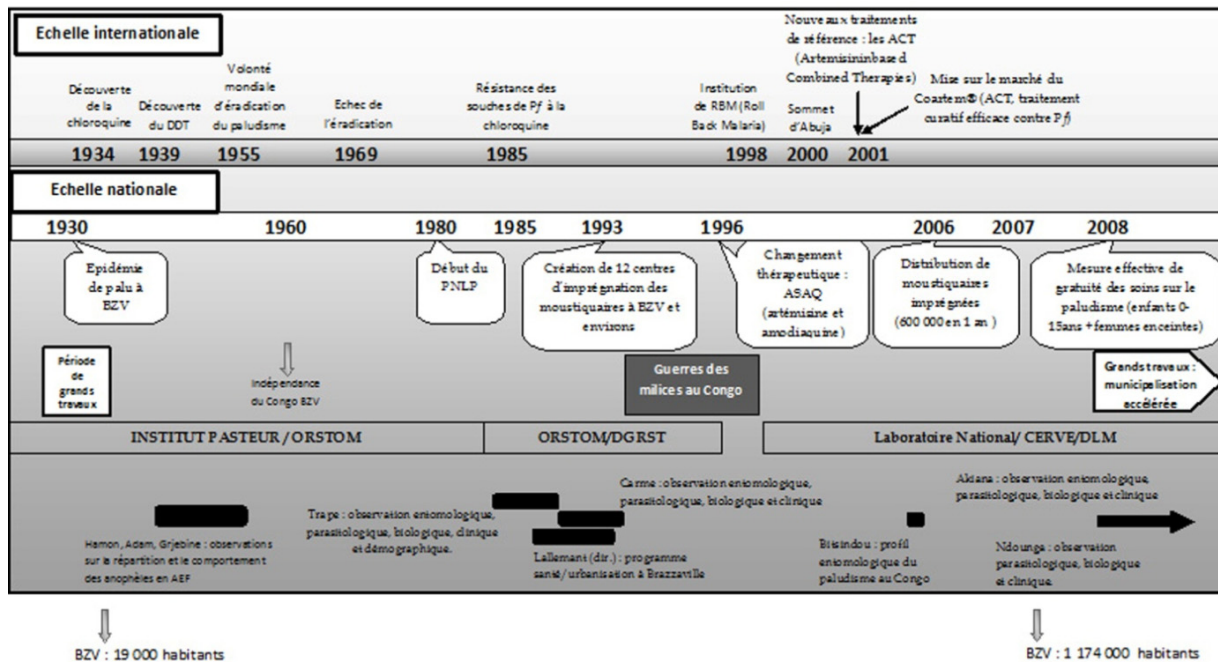 Echelle internationale
Découverte
de la
chloroquine
Découverte
du DDT
Volonté
mondiale
d'éradication
du paludisme
Echec de
l'éradication
Résistance des
souches de Pf à la
chloroquine
Institution
de RBM (Roll
Back Malaria)
Sommet
d'Abuja
Nouveaux traitements
de référence : les ACT
(Artemisininbased
Combined Therapies)
Mise sur le marché du
Coartem® (ACT, traitement
curatif efficace contre Pf)
1934 1939 1955 1969 1985 1998 2000 2001
Echelle nationale
1930 1960 1980 1985 1993 1996 2006 2007 2008
Epidémie
de palu à
BZV
Début du
PNLP
Création de 12 centres
d'imprégnation des
moustiquaires à BZV et
environs
Changement
thérapeutique :
ASAQ
(artémisine et
amodiaquine)
Distribution de
moustiquaires
imprégnées
(600 000 en 1 an )
Mesure effective de
gratuité des soins sur le
paludisme (enfants 0-
15ans + femmes enceintes)
Période
de
grands
travaux
Indépendance
du Congo BZV
Guerres des
milices au Congo
Grands travaux :
municipalisation
accélérée
INSTITUT PASTEUR / ORSTOM
ORSTOM/DGRST
Laboratoire National/ CERVE/DLM
Hamon, Adam, Grjebine : observations
sur la répartition et le comportement
des anophèles en AEF
Trape : observation entomologique,
parasitologique, biologique, clinique
et démographique.
Carme : observation entomologique,
parasitologique, biologique et clinique
Lallemant (dir.) : programme
santé/urbanisation à Brazzaville
Bitsindou : profil
entomologique du
paludisme au Congo
Akiana : observation entomologique,
parasitologique, biologique et clinique
Ndounga : observation
parasitologique, biologique
et clinique.
BZV : 19 000 habitants
BZV : 1 174 000 habitants